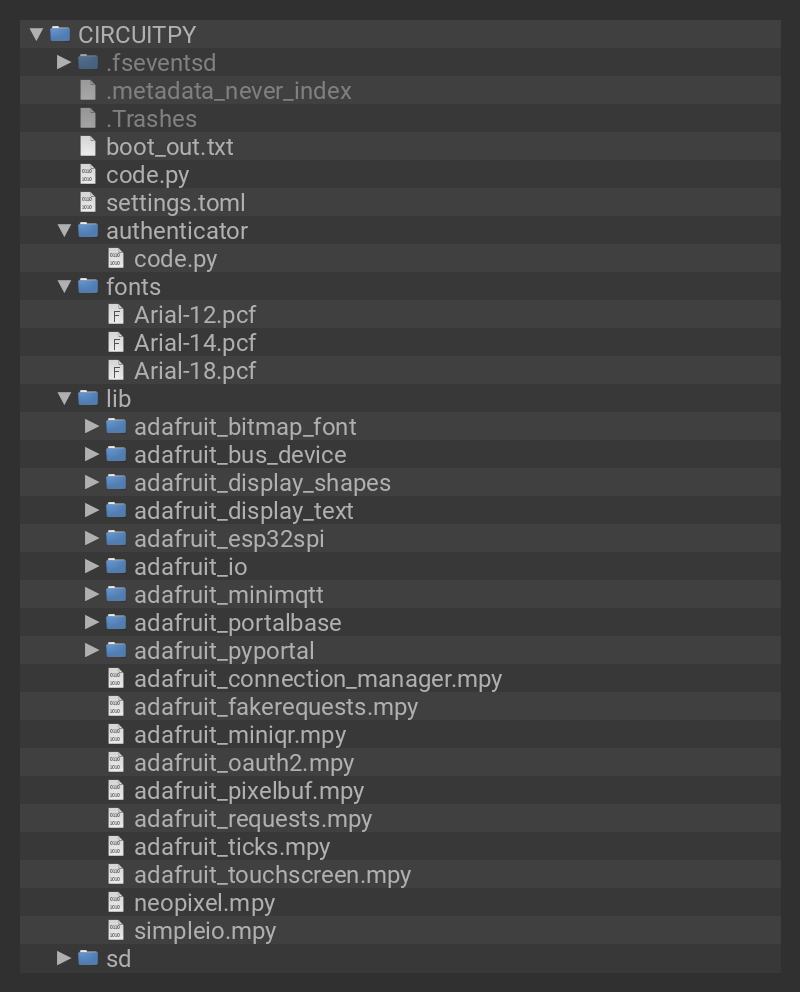 CIRCUITPY
.fseventsd
.metadata_never_index
.Trashes
boot_out.txt
code.py
settings.toml
authenticator
code.py
fonts
Arial-12.pcf
Arial-14.pcf
Arial-18.pcf
lib
adafruit_bitmap_font
adafruit_bus_device
adafruit_display_shapes
adafruit_display_text
adafruit_esp32spi
adafruit_io
adafruit_minimqtt
adafruit_portalbase
adafruit_pyportal
adafruit_connection_manager.mpy
adafruit_fakerequests.mpy
adafruit_miniqr.mpy
adafruit_oauth2.mpy
adafruit_pixelbuf.mpy
adafruit_requests.mpy
adafruit_ticks.mpy
adafruit_touchscreen.mpy
neopixel.mpy
simpleio.mpy
sd